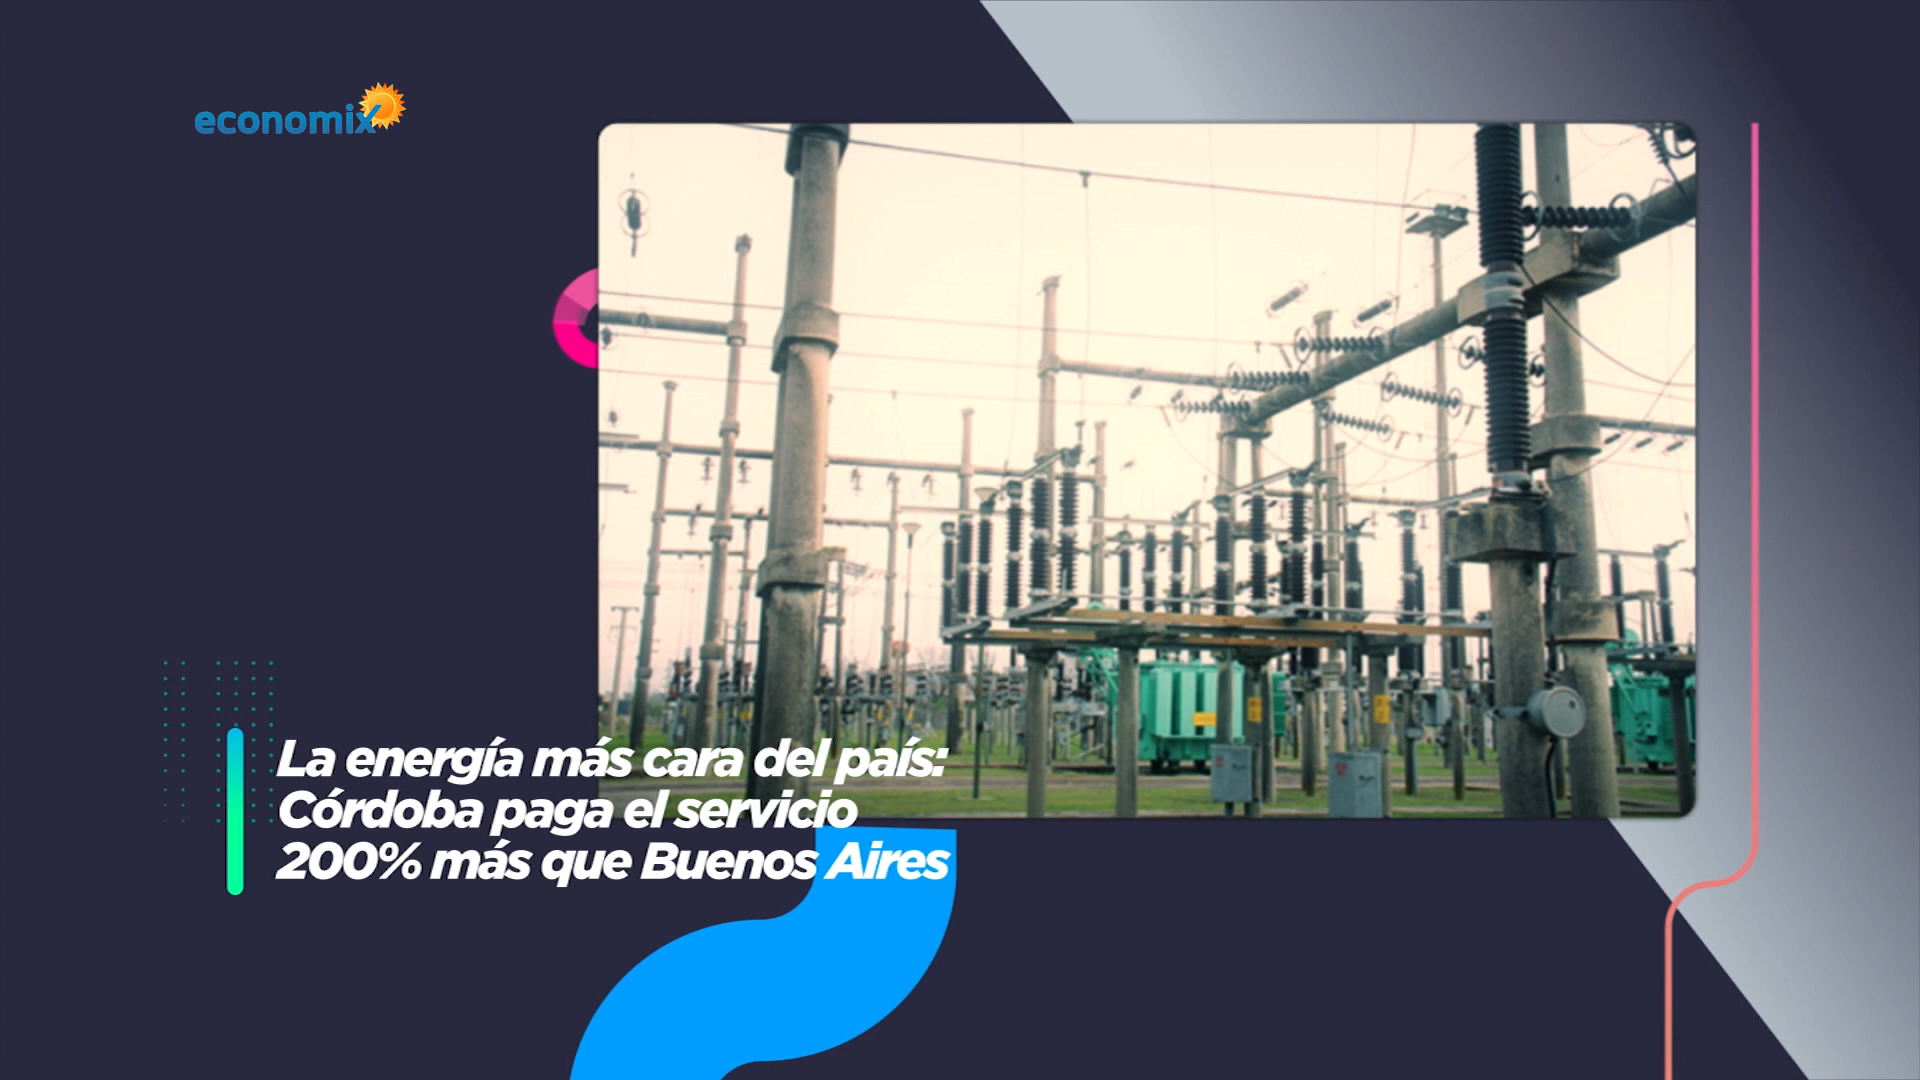 economix
La energía más cara del país:
Córdoba paga el servicio
200% más que Buenos Aires